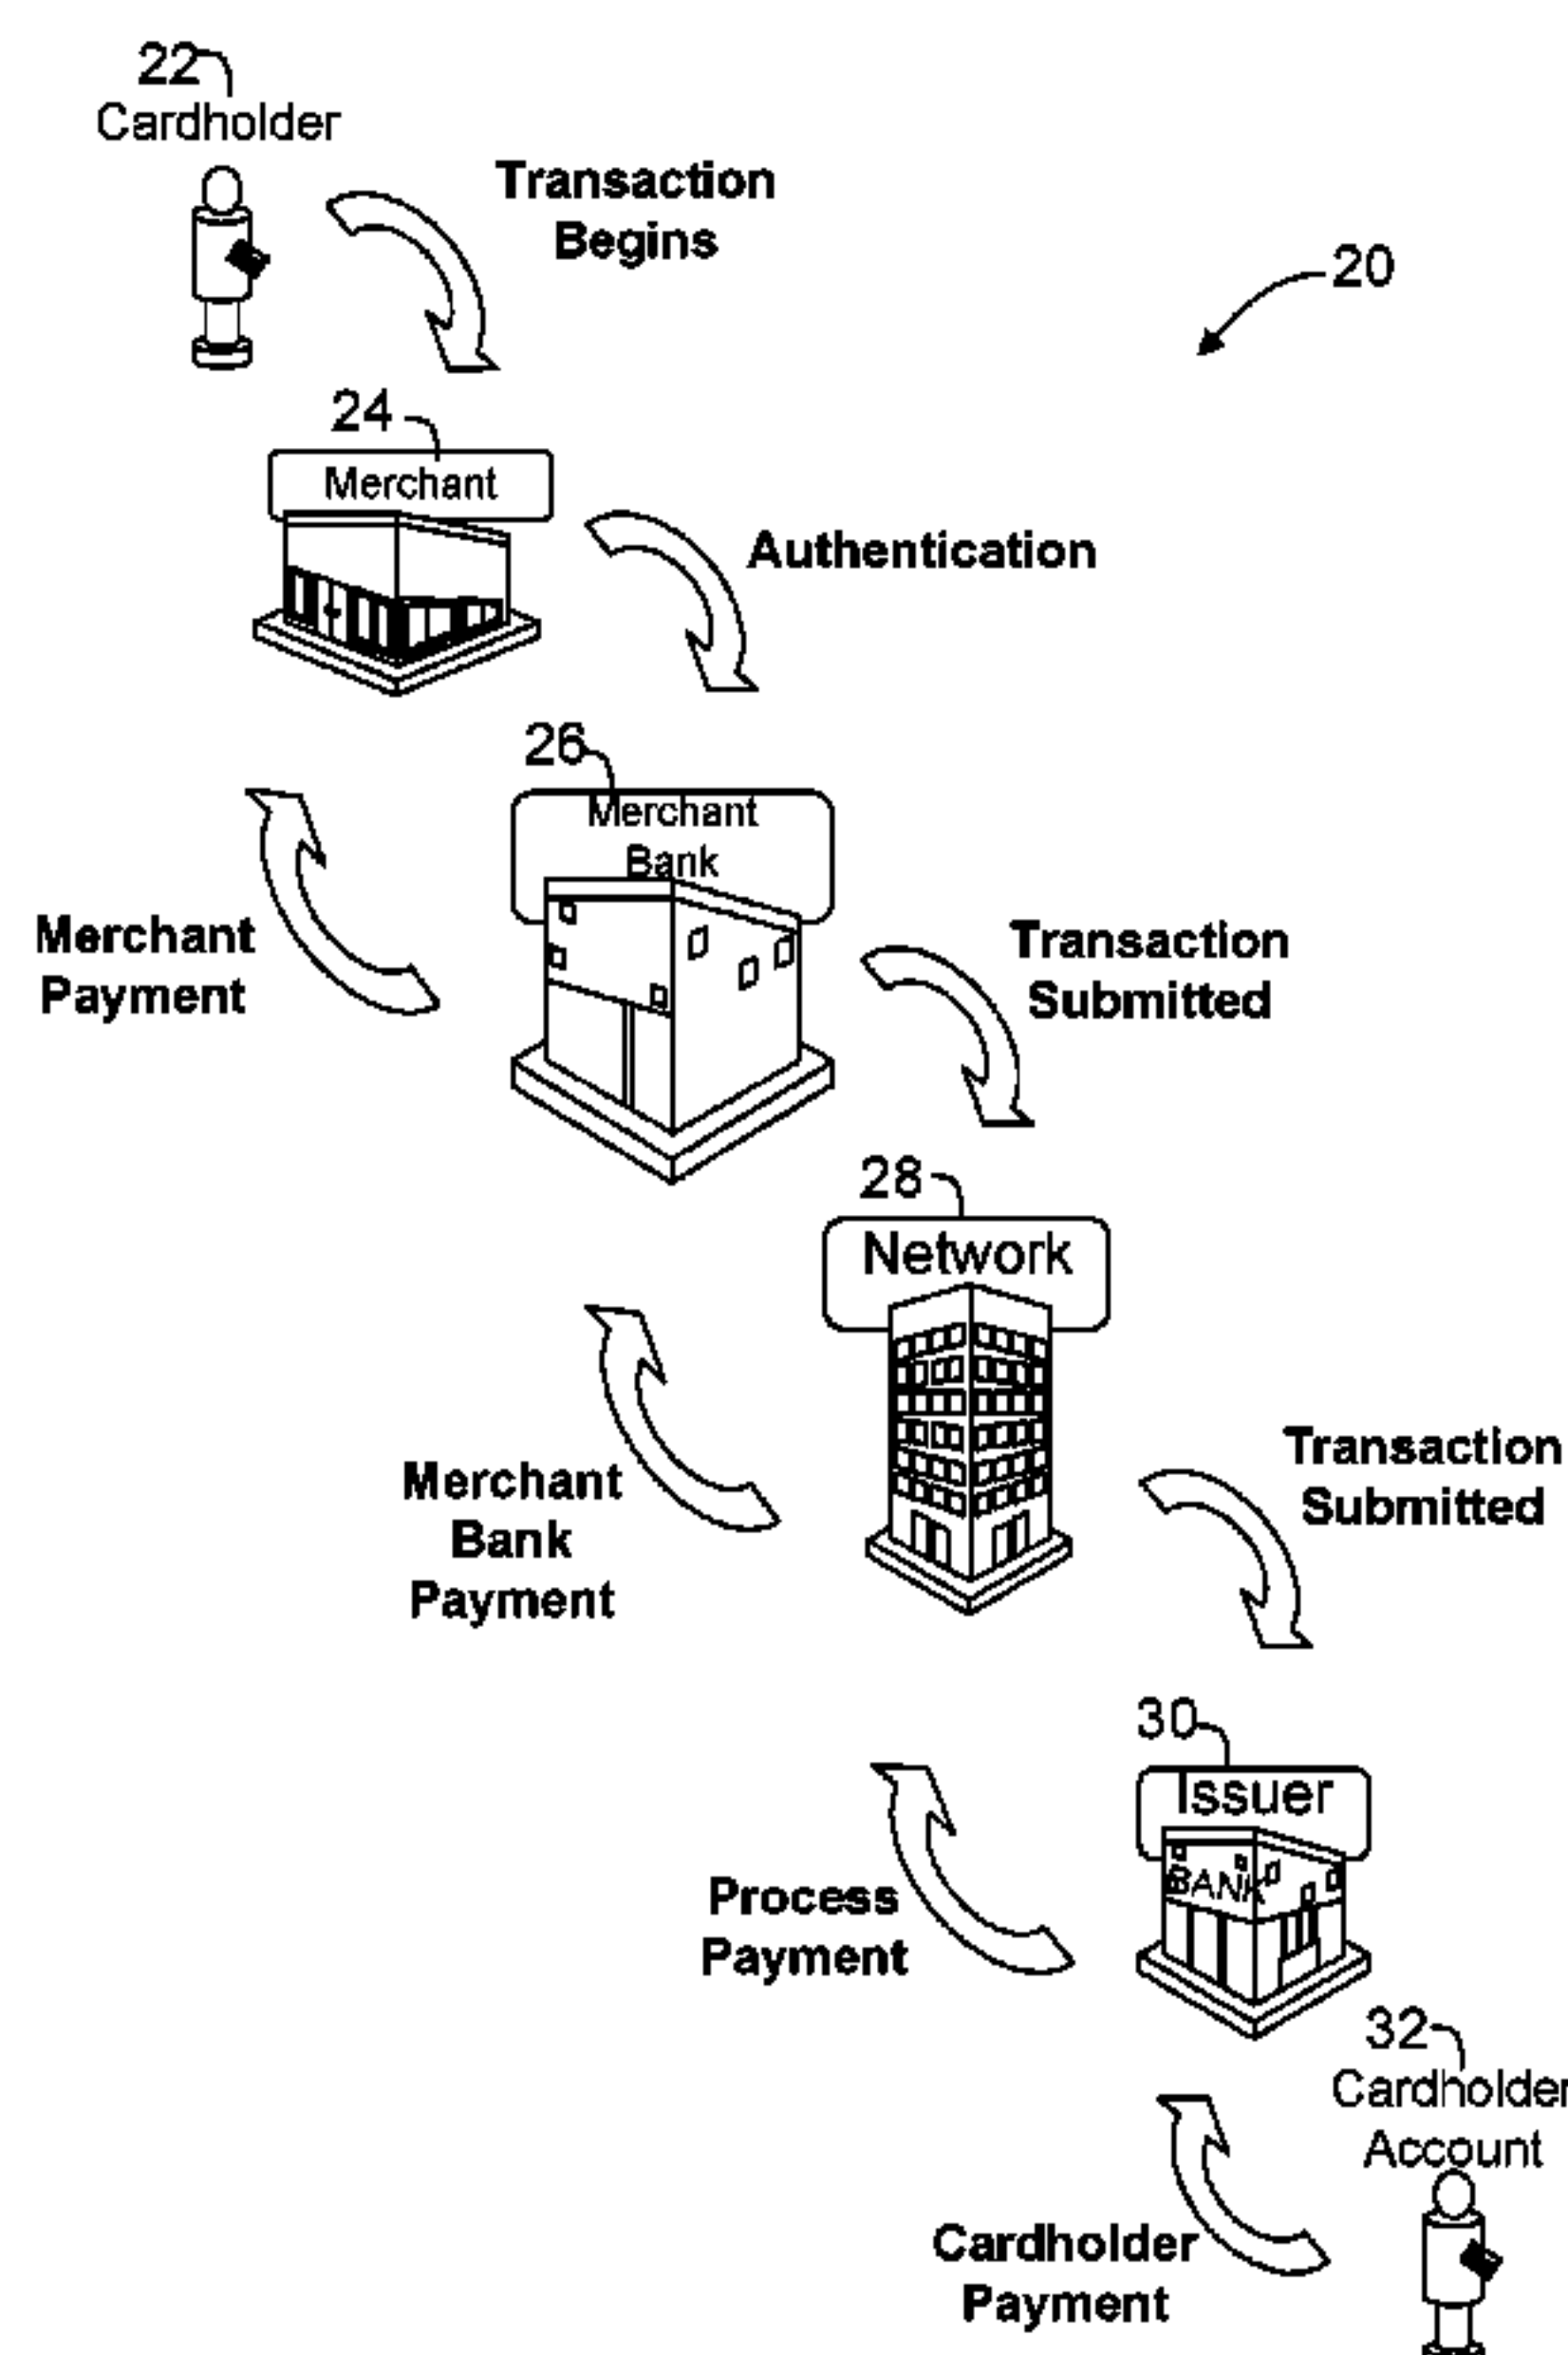 22
Cardholder
Transaction
Begins
20
24
Merchant
Authentication
26
Merchant
Bank
Merchant
Payment
Transaction
Submitted
28
Network
Merchant
Bank
Payment
Transaction
Submitted
30
Issuer
BANK
Process
Payment
32
Cardholder
Account
Cardholder
Payment